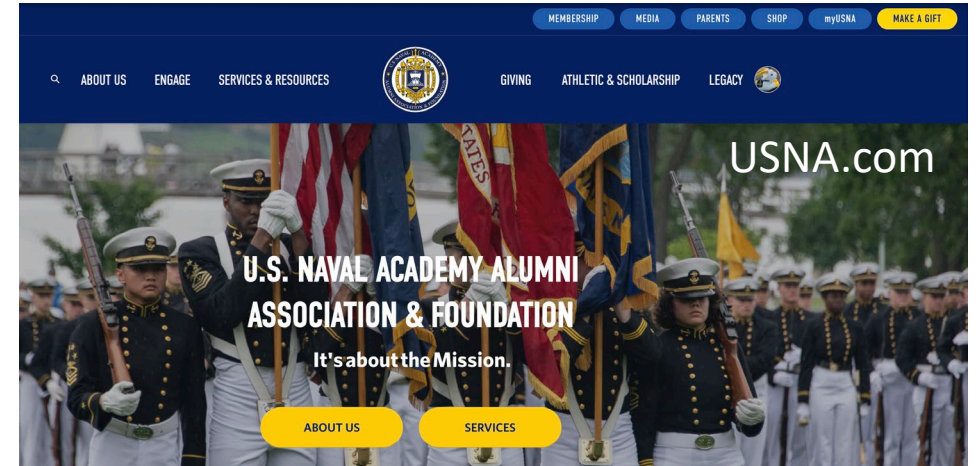 MEMBERSHIP MEDIA PARENTS SHOP myUSNA MAKE A GIFT
ABOUT US ENGAGE SERVICES & RESOURCES GIVING ATHLETIC & SCHOLARSHIP LEGACY
USNA.com
STATES
U.S. NAVAL ACADEMY ALUMNI
ASSOCIATION & FOUNDATION
It's about the Mission.
ABOUT US SERVICES